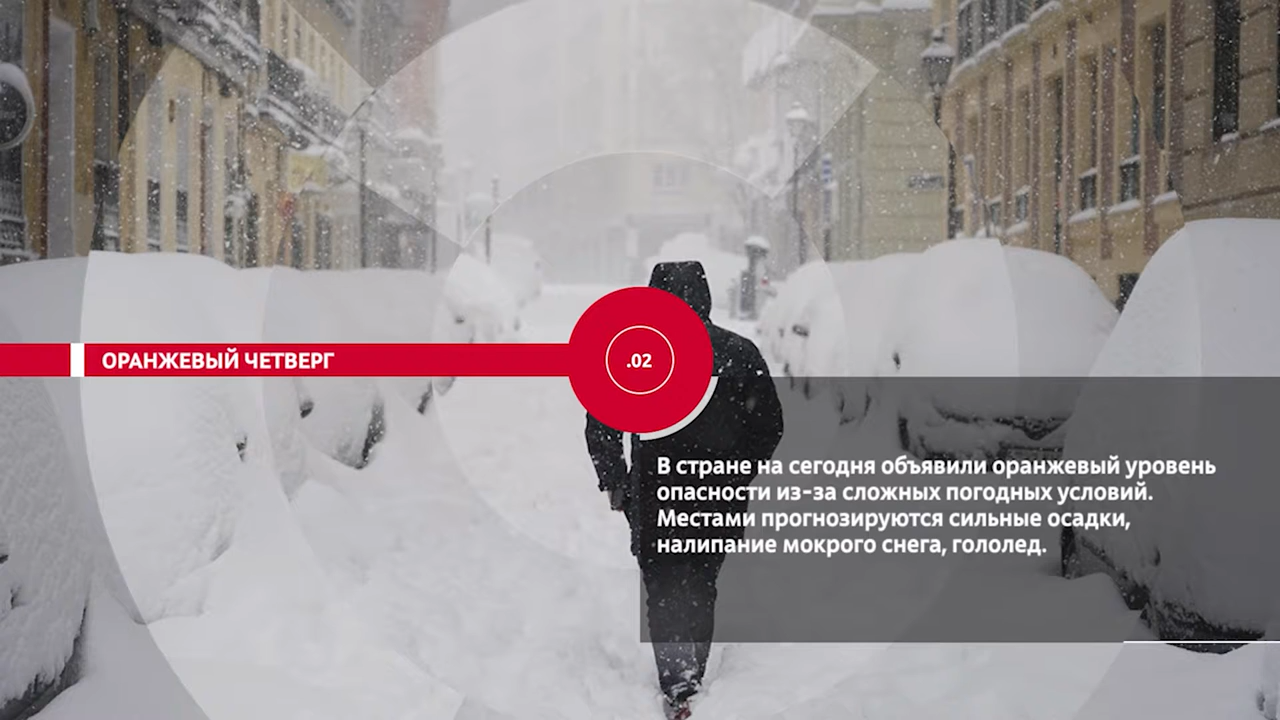 ОРАНЖЕВЫЙ ЧЕТВЕРГ
.02
В стране на сегодня объявили оранжевый уровень
опасности из-за сложных погодных условий.
Местами прогнозируются сильные осадки,
налипание мокрого снега, гололед.